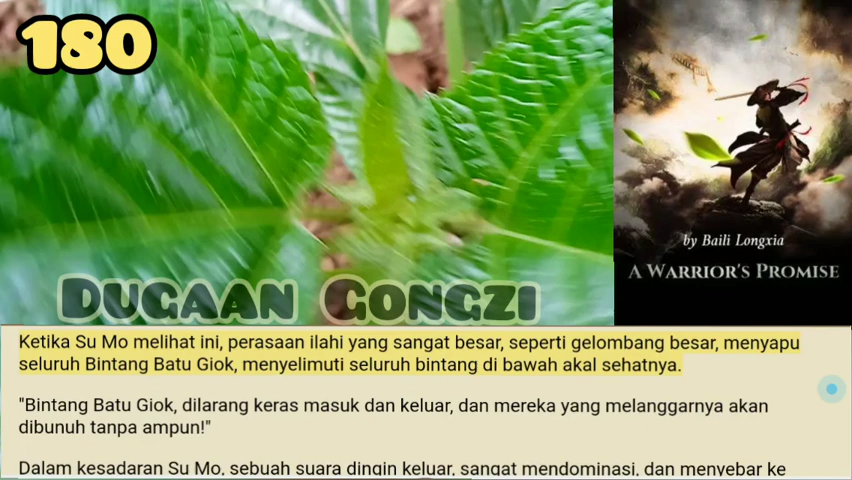 180
DUGAAN GONGZI
by Baili Longxia
A WARRIOR'S PROMISE
Ketika Su Mo melihat ini, perasaan ilahi yang sangat besar, seperti gelombang besar, menyapu
seluruh Bintang Batu Giok, menyelimuti seluruh bintang di bawah akal sehatnya.
"Bintang Batu Giok, dilarang keras masuk dan keluar, dan mereka yang melanggarnya akan
dibunuh tanpa ampun!"
Dalam kesadaran Su Mo, sebuah suara dingin keluar, sangat mendominasi, dan menyebar ke